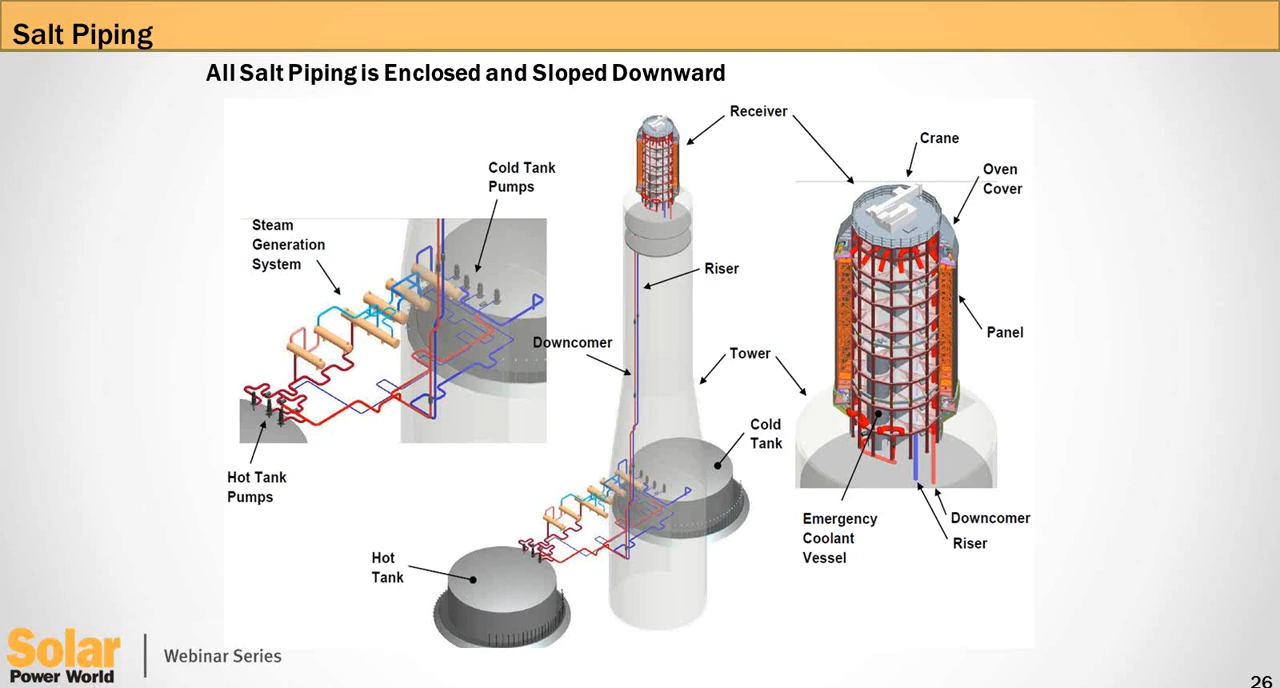 Salt Piping
All Salt Piping is Enclosed and Sloped Downward
Receiver
Crane
Oven
Cover
Cold Tank
Pumps
Steam
Generation
System
Riser
Downcomer
Panel
Tower
Cold
Tank
Hot Tank
Pumps
Emergency
Coolant
Vessel
Downcomer
Riser
Hot
Tank
Solar
Power World
Webinar Series
26